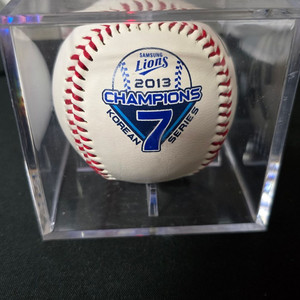 SAMSUNG
Lions
2013
CHAMPIONS
7
KOREAN SERIES